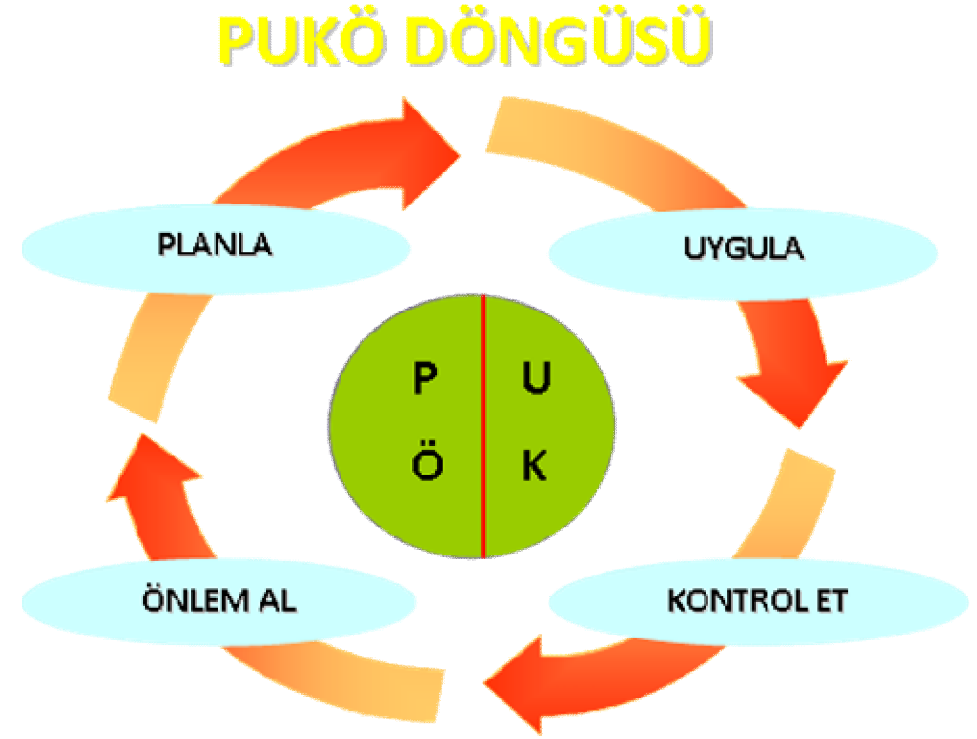 PUKÖ DÖNGÜSÜ
PLANLA
UYGULA
P U
Ö K
ÖNLEM AL
KONTROL ET